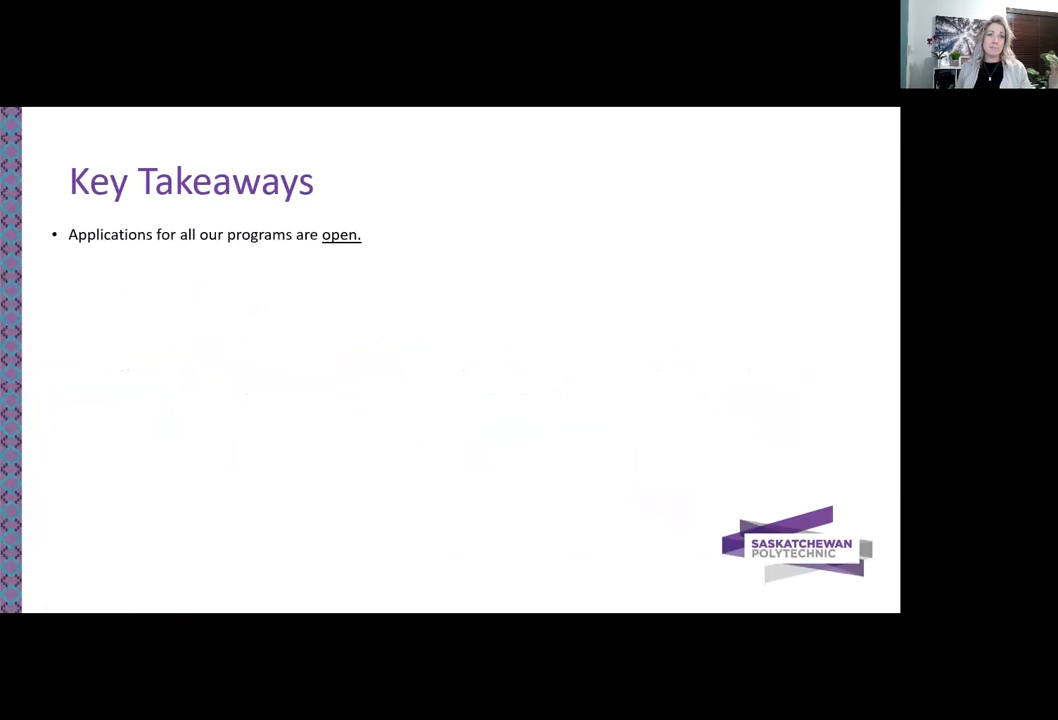 Key Takeaways
• Applications for all our programs are open.
SASKATCHEWAN
POLYTECHNIC